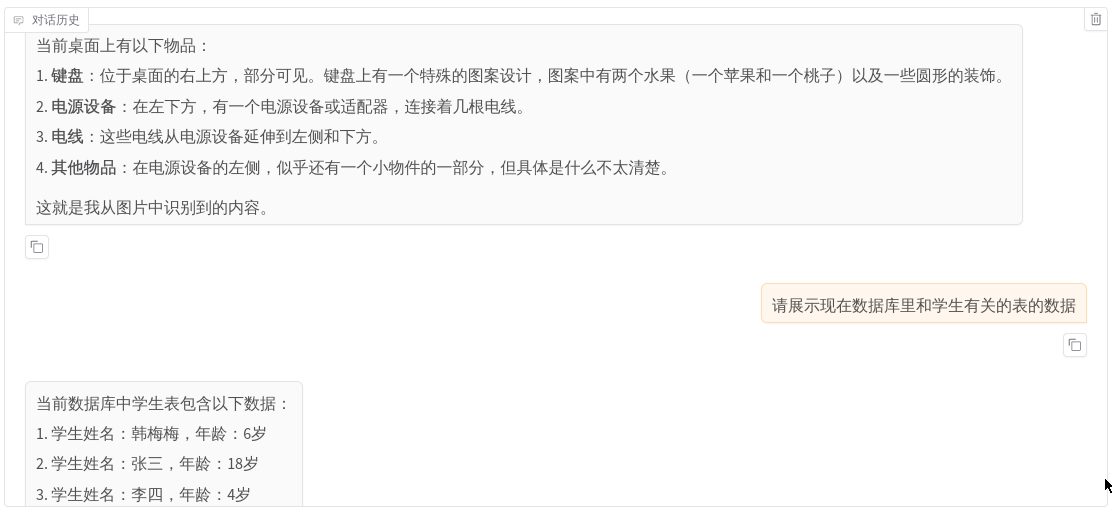 对话历史
当前桌面上有以下物品：
1. 键盘：位于桌面的右上方，部分可见。键盘上有一个特殊的图案设计，图案中有两个水果（一个苹果和一个桃子）以及一些圆形的装饰。
2. 电源设备：在左下方，有一个电源设备或适配器，连接着几根电线。
3. 电线：这些电线从电源设备延伸到左侧和下方。
4. 其他物品：在电源设备的左侧，似乎还有一个小物件的一部分，但具体是什么不太清楚。
这就是我从图片中识别到的内容。
请展示现在数据库里和学生有关的表的数据
当前数据库中学生表包含以下数据：
1. 学生姓名：韩梅梅，年龄：6岁
2. 学生姓名：张三，年龄：18岁
3. 学生姓名：李四，年龄：4岁